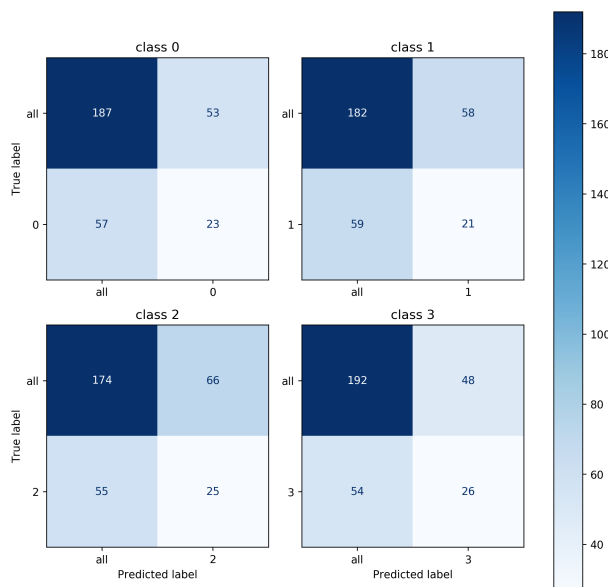 class 0
class 1
all
187
53
0
57
23
True label
all
0
all
182
58
1
59
21
all
1
class 2
class 3
all
174
66
2
55
25
True label
all
2
Predicted label
all
192
48
3
54
26
all
3
Predicted label
180
160
140
120
100
80
60
40